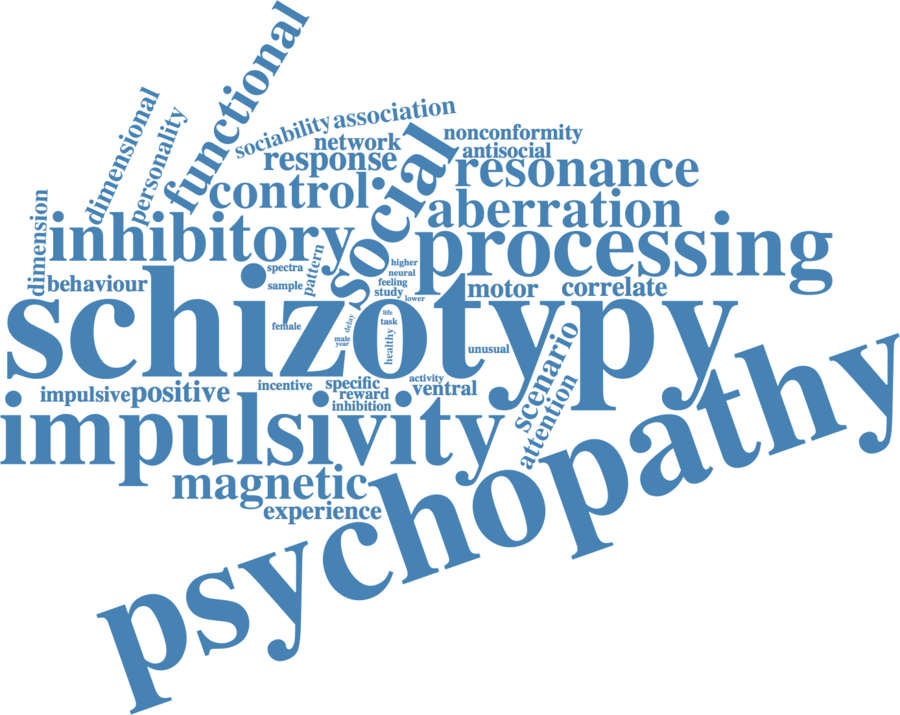 functional
dimensional
personality
sociability
association
network
nonconformity
response
antisocial
social
resonance
control
dimension
aberration
inhibitory
processing
spectra
pattern
higher
neural
behaviour
sample
feeling
study
lower
motor
correlate
schizotypy
life
task
delay
female
male
year
healthy
unusual
scenario
impulsive
positive
incentive
specific
activity
reward
ventral
inhibition
attention
impulsivity
magnetic
experience
psychopathy